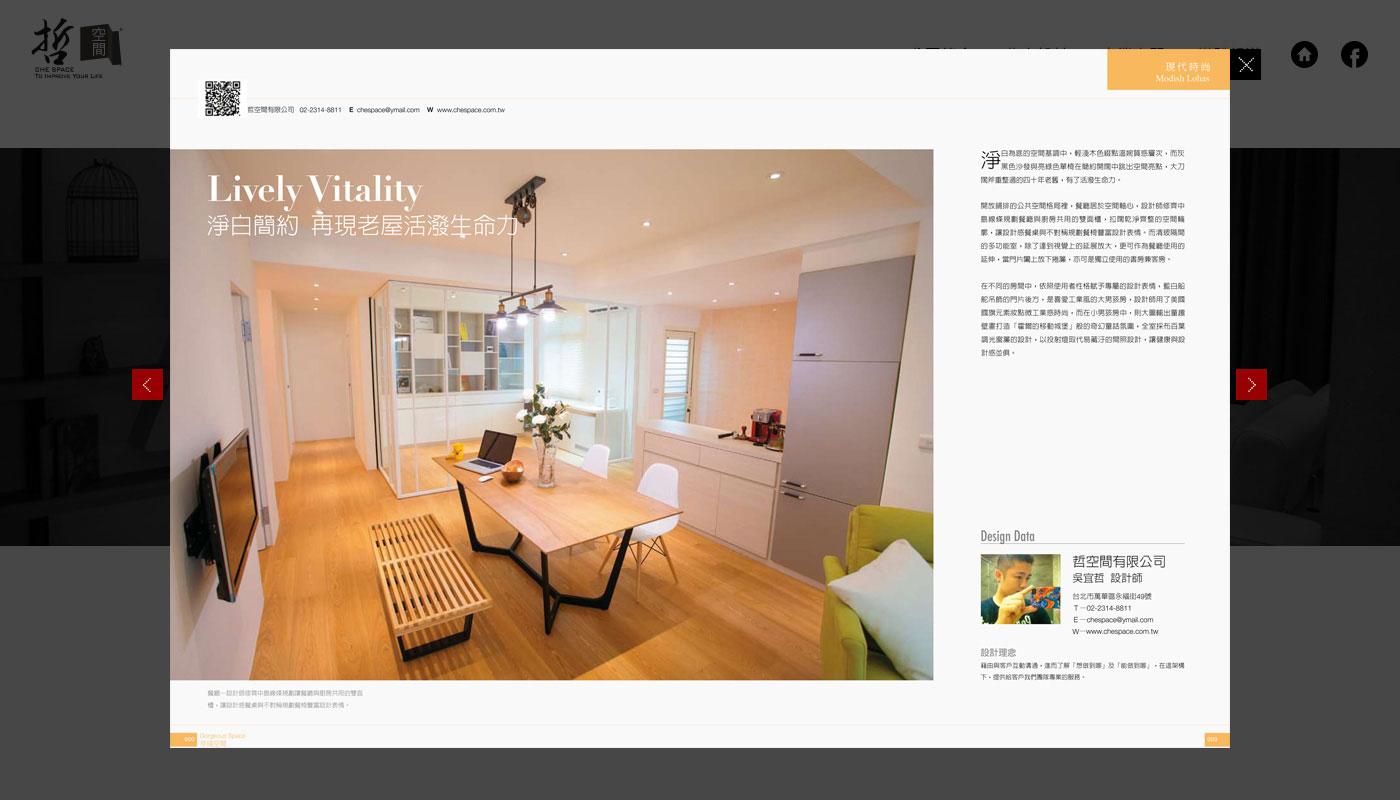 哲
空間
CHE SPACE
TO IMPROVE YOUR LIFE
現代時尚
Modish Lohas
哲空間有限公司 02-2314-8811 E chespace@ymail.com W www.chespace.com.tw
Lively Vitality
淨白簡約 再現老屋活潑生命力
淨白為底的空間基調中，輕淺木色綴點溫婉質感層次，而灰
黑色沙發與亮綠色單椅在簡約開闊中跳出空間亮點，大刀
闊斧重整過的四十年老舊，有了活潑生命力。
開放鋪排的公共空間格局裡，餐廳居於空間軸心，設計師修齊中
島線條規劃餐廳與廚房共用的雙面櫃，拉闊乾淨齊整的空間輪
廓，讓設計感餐桌與不對稱規劃餐椅豐富設計表情。而清玻隔間
的多功能室，除了達到視覺上的延展放大，更可作為餐廳使用的
延伸，當門片闔上放下捲簾，亦可是獨立使用的書房兼客房。
在不同的房間中，依照使用者性格賦予專屬的設計表情，藍白船
舵吊飾的門片後方，是喜愛工業風的大男孩房，設計師用了美國
國旗元素妝點微工業感時尚，而在小男孩房中，則大圖輸出童趣
壁畫打造「霍爾的移動城堡」般的奇幻童話氛圍，全室採布百葉
調光窗簾的設計，以投射燈取代易藏汙的間照設計，讓健康與設
計感並俱。
Design Data
哲空間有限公司
吳宜哲 設計師
台北市萬華區永福街49號
T—02-2314-8811
E—chespace@ymail.com
W—www.chespace.com.tw
設計理念
藉由與客戶互動溝通，進而了解「想做到哪」及「能做到哪」，在這架構
下，提供給客戶我們團隊專業的服務。
餐廳—設計師修齊中島線條規劃讓餐廳與廚房共用的雙面
櫃，讓設計感餐桌與不對稱規劃餐椅豐富設計表情。
000 Gorgeous Space
000